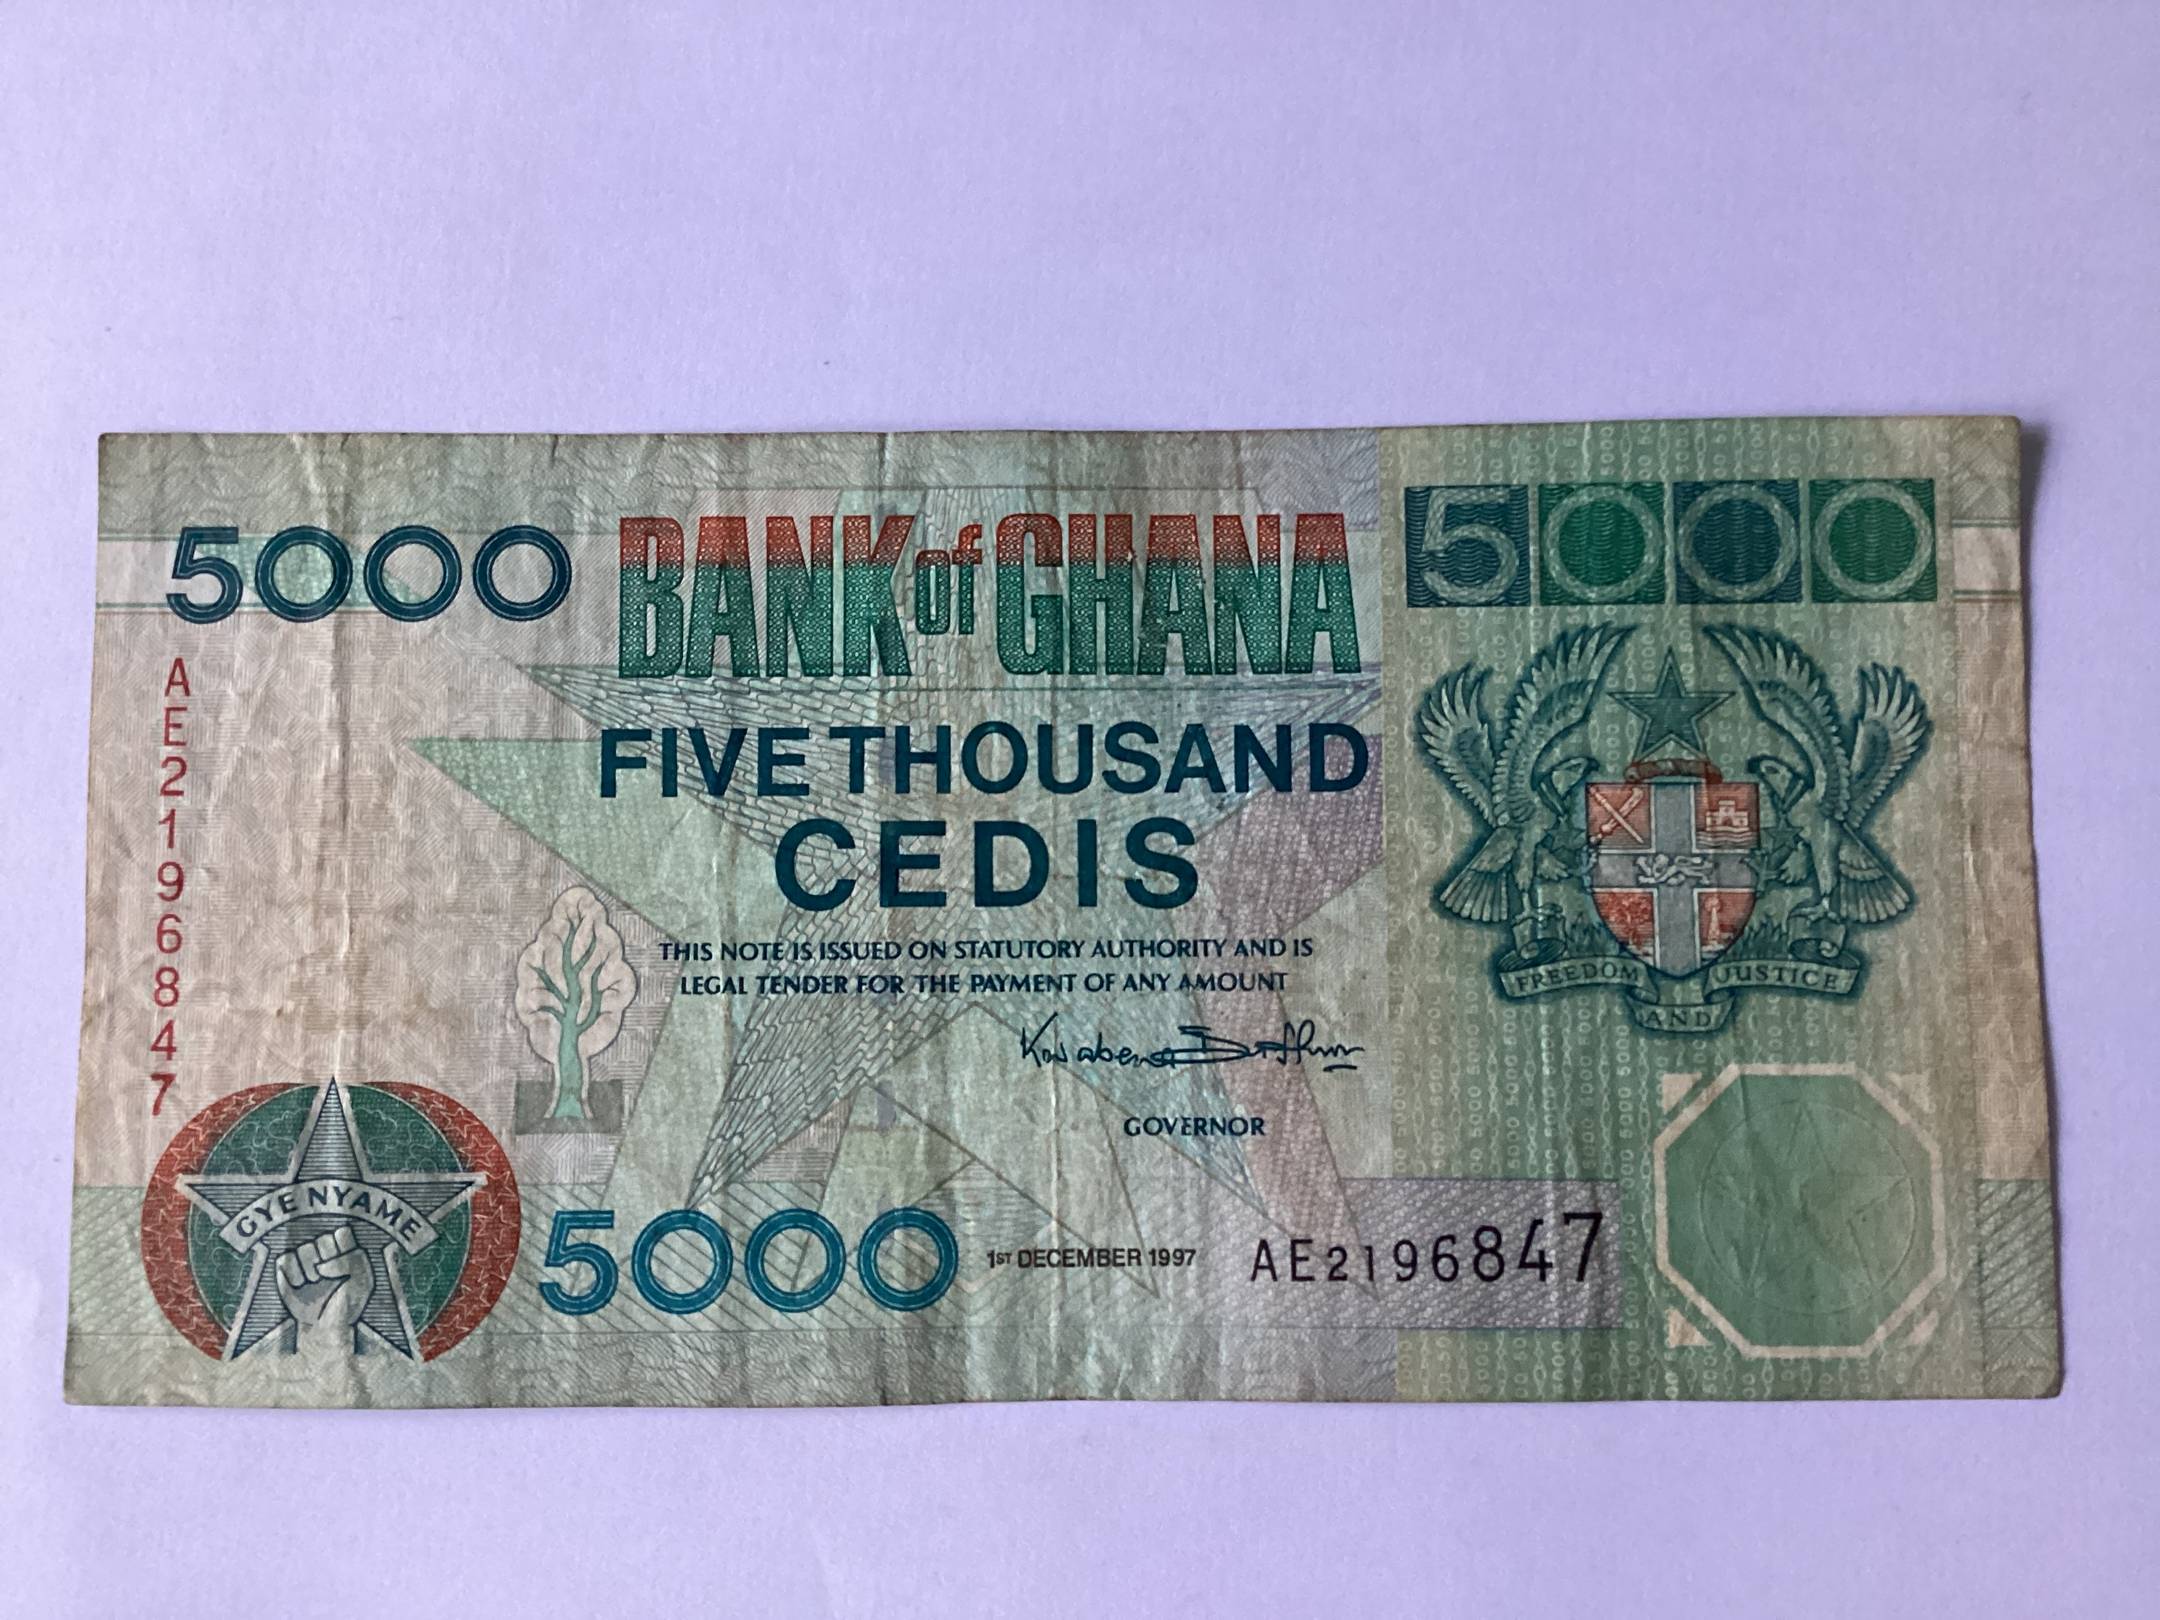 5000
BANK of GHANA
5000
AE2196847
FIVE THOUSAND
CEDIS
THIS NOTE IS ISSUED ON STATUTORY AUTHORITY AND IS
LEGAL TENDER FOR THE PAYMENT OF ANY AMOUNT
FREEDOM AND JUSTICE
GOVERNOR
GYE NYAME
5000
1ST DECEMBER 1997
AE2196847